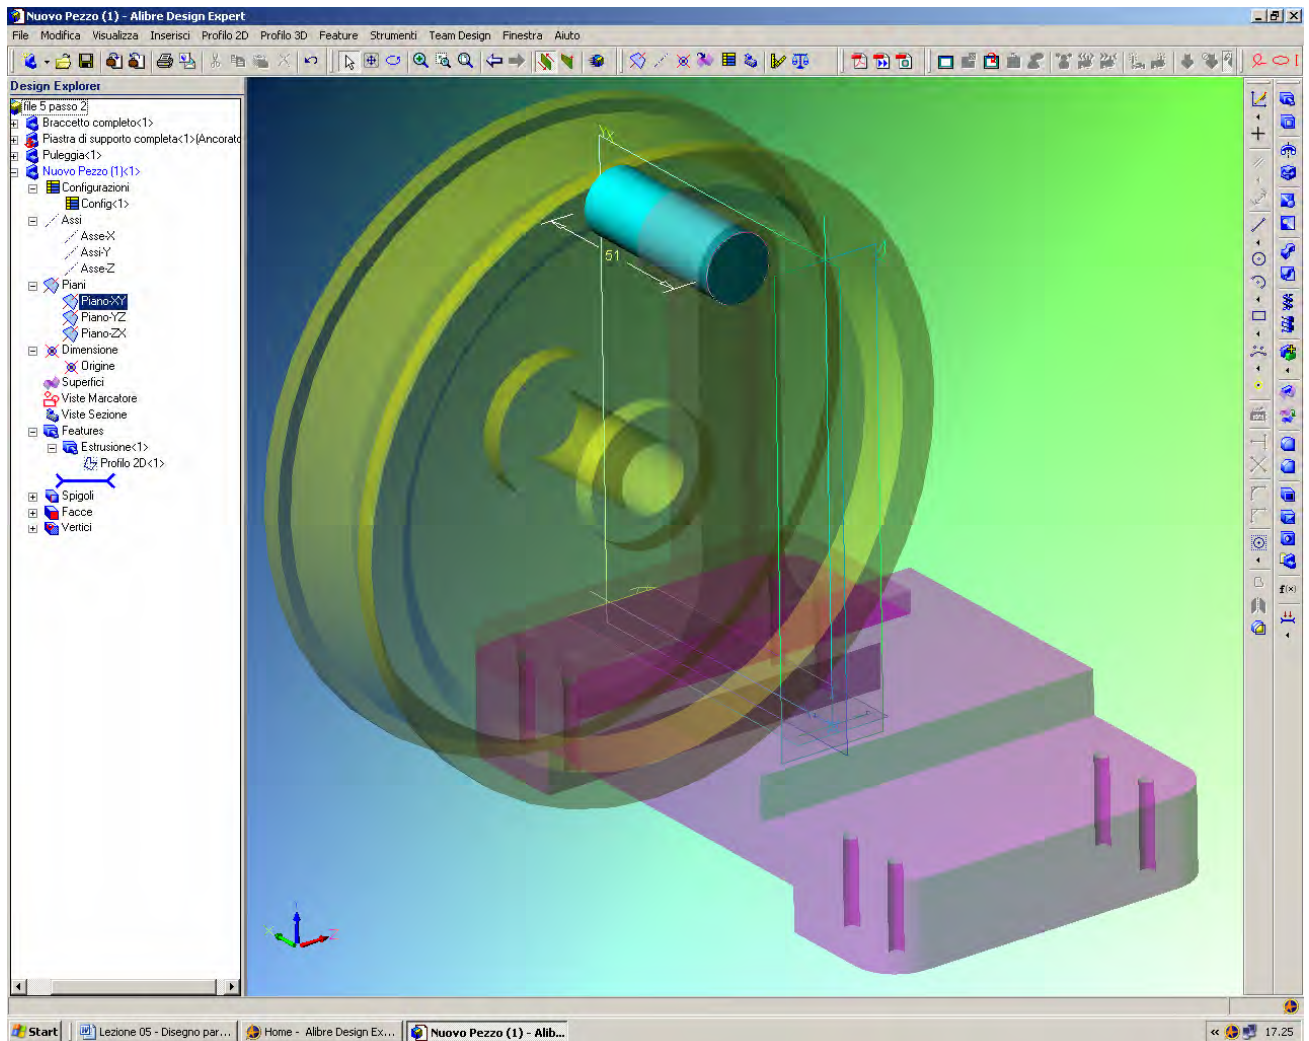 Nuovo Pezzo (1) - Alibre Design Expert
File Modifica Visualizza Inserisci Profilo 2D Profilo 3D Feature Strumenti Team Design Finestra Aiuto
Design Explorer
file 5 passo 2
Braccetto completo<1>
Piastra di supporto completa<1>(Ancorato
Puleggia<1>
Nuovo Pezzo (1)<1>
Configurazioni
Config<1>
Assi
Asse-X
Assi-Y
Asse-Z
Piani
Piano-XY
Piano-YZ
Piano-ZX
Dimensione
Origine
Superfici
Viste Marcatore
Viste Sezione
Features
Estrusione<1>
Profilo 2D<1>
Spigoli
Facce
Vertici
51
f(x)
Start
Lezione 05 - Disegno par...
Home - Alibre Design Ex...
Nuovo Pezzo (1) - Alib...
17.25